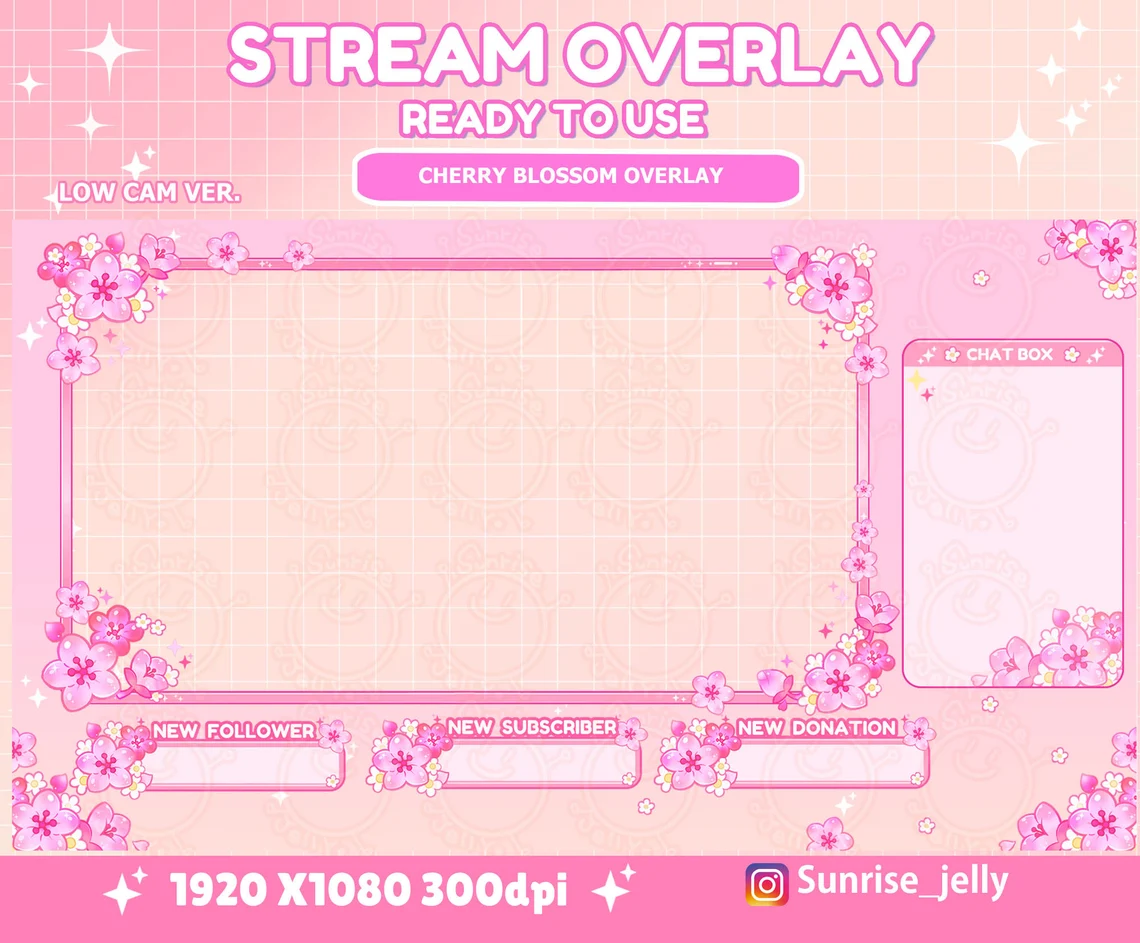 STREAM OVERLAY
READY TO USE
CHERRY BLOSSOM OVERLAY
LOW CAM VER.
CHAT BOX
NEW FOLLOWER
NEW SUBSCRIBER
NEW DONATION
1920 X1080 300dpi
Sunrise_jelly